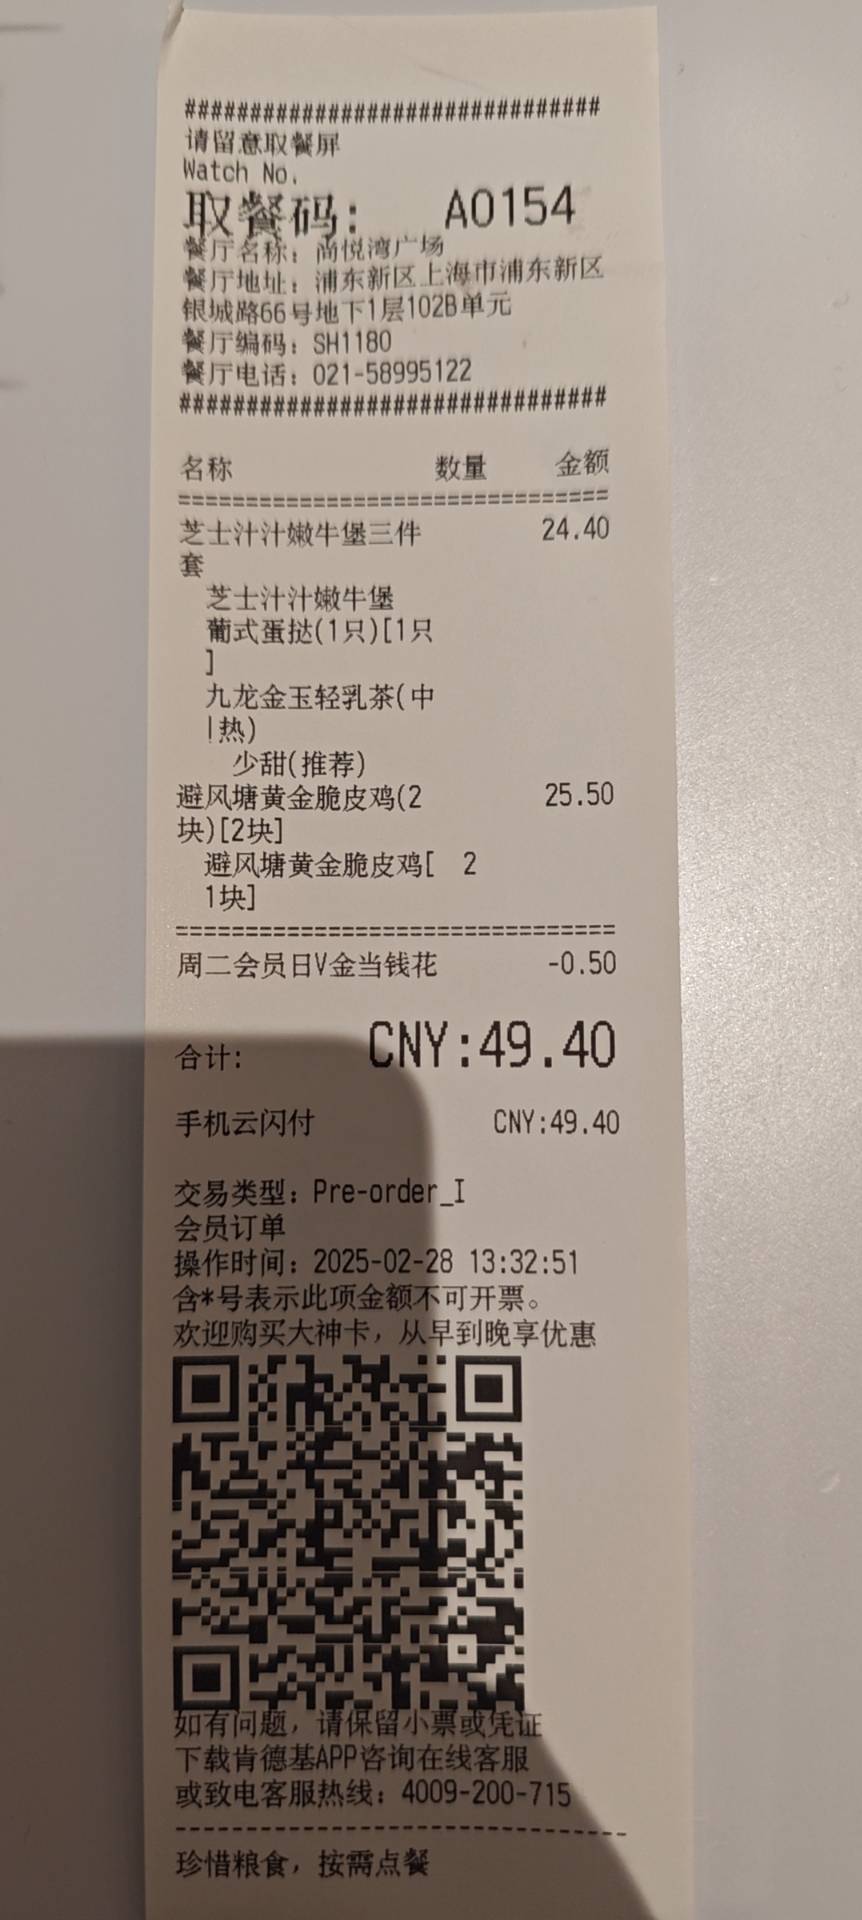 ################################
请留意取餐屏
Watch No.
取餐码： A0154
餐厅名称：尚悦湾广场
餐厅地址：浦东新区上海市浦东新区
银城路66号地下1层102B单元
餐厅编码：SH1180
餐厅电话：021-58995122
################################
名称 数量 金额
================================
芝士汁汁嫩牛堡三件 24.40
套
芝士汁汁嫩牛堡
葡式蛋挞(1只)[1只
]
九龙金玉轻乳茶(中
|热)
少甜(推荐)
避风塘黄金脆皮鸡(2 25.50
块)[2块]
避风塘黄金脆皮鸡[ 2
1块]
================================
周二会员日V金当钱花 -0.50
合计: CNY:49.40
手机云闪付 CNY:49.40
交易类型：Pre-order_I
会员订单
操作时间：2025-02-28 13:32:51
含*号表示此项金额不可开票。
欢迎购买大神卡，从早到晚享优惠
如有问题，请保留小票或凭证
下载肯德基APP咨询在线客服
或致电客服热线：4009-200-715
--------------------------------
珍惜粮食，按需点餐